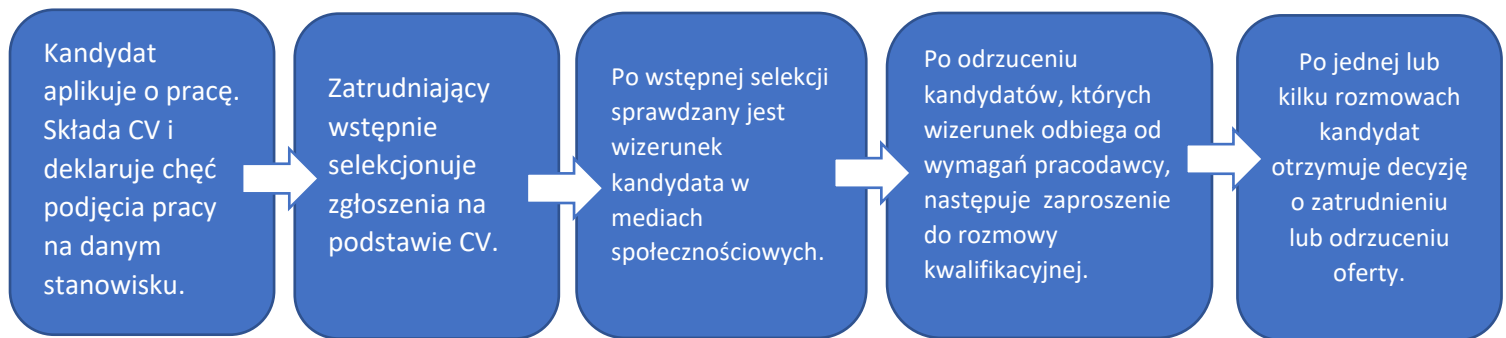 Kandydat
aplikuje o pracę.
Składa CV i
deklaruje chęć
podjęcia pracy
na danym
stanowisku.
Zatrudniający
wstępnie
selekcjonuje
zgłoszenia na
podstawie CV.
Po wstępnej selekcji
sprawdzany jest
wizerunek
kandydata w
mediach
społecznościowych.
Po odrzuceniu
kandydatów, których
wizerunek odbiega od
wymagań pracodawcy,
następuje zaproszenie
do rozmowy
kwalifikacyjnej.
Po jednej lub
kilku rozmowach
kandydat
otrzymuje decyzję
o zatrudnieniu
lub odrzuceniu
oferty.